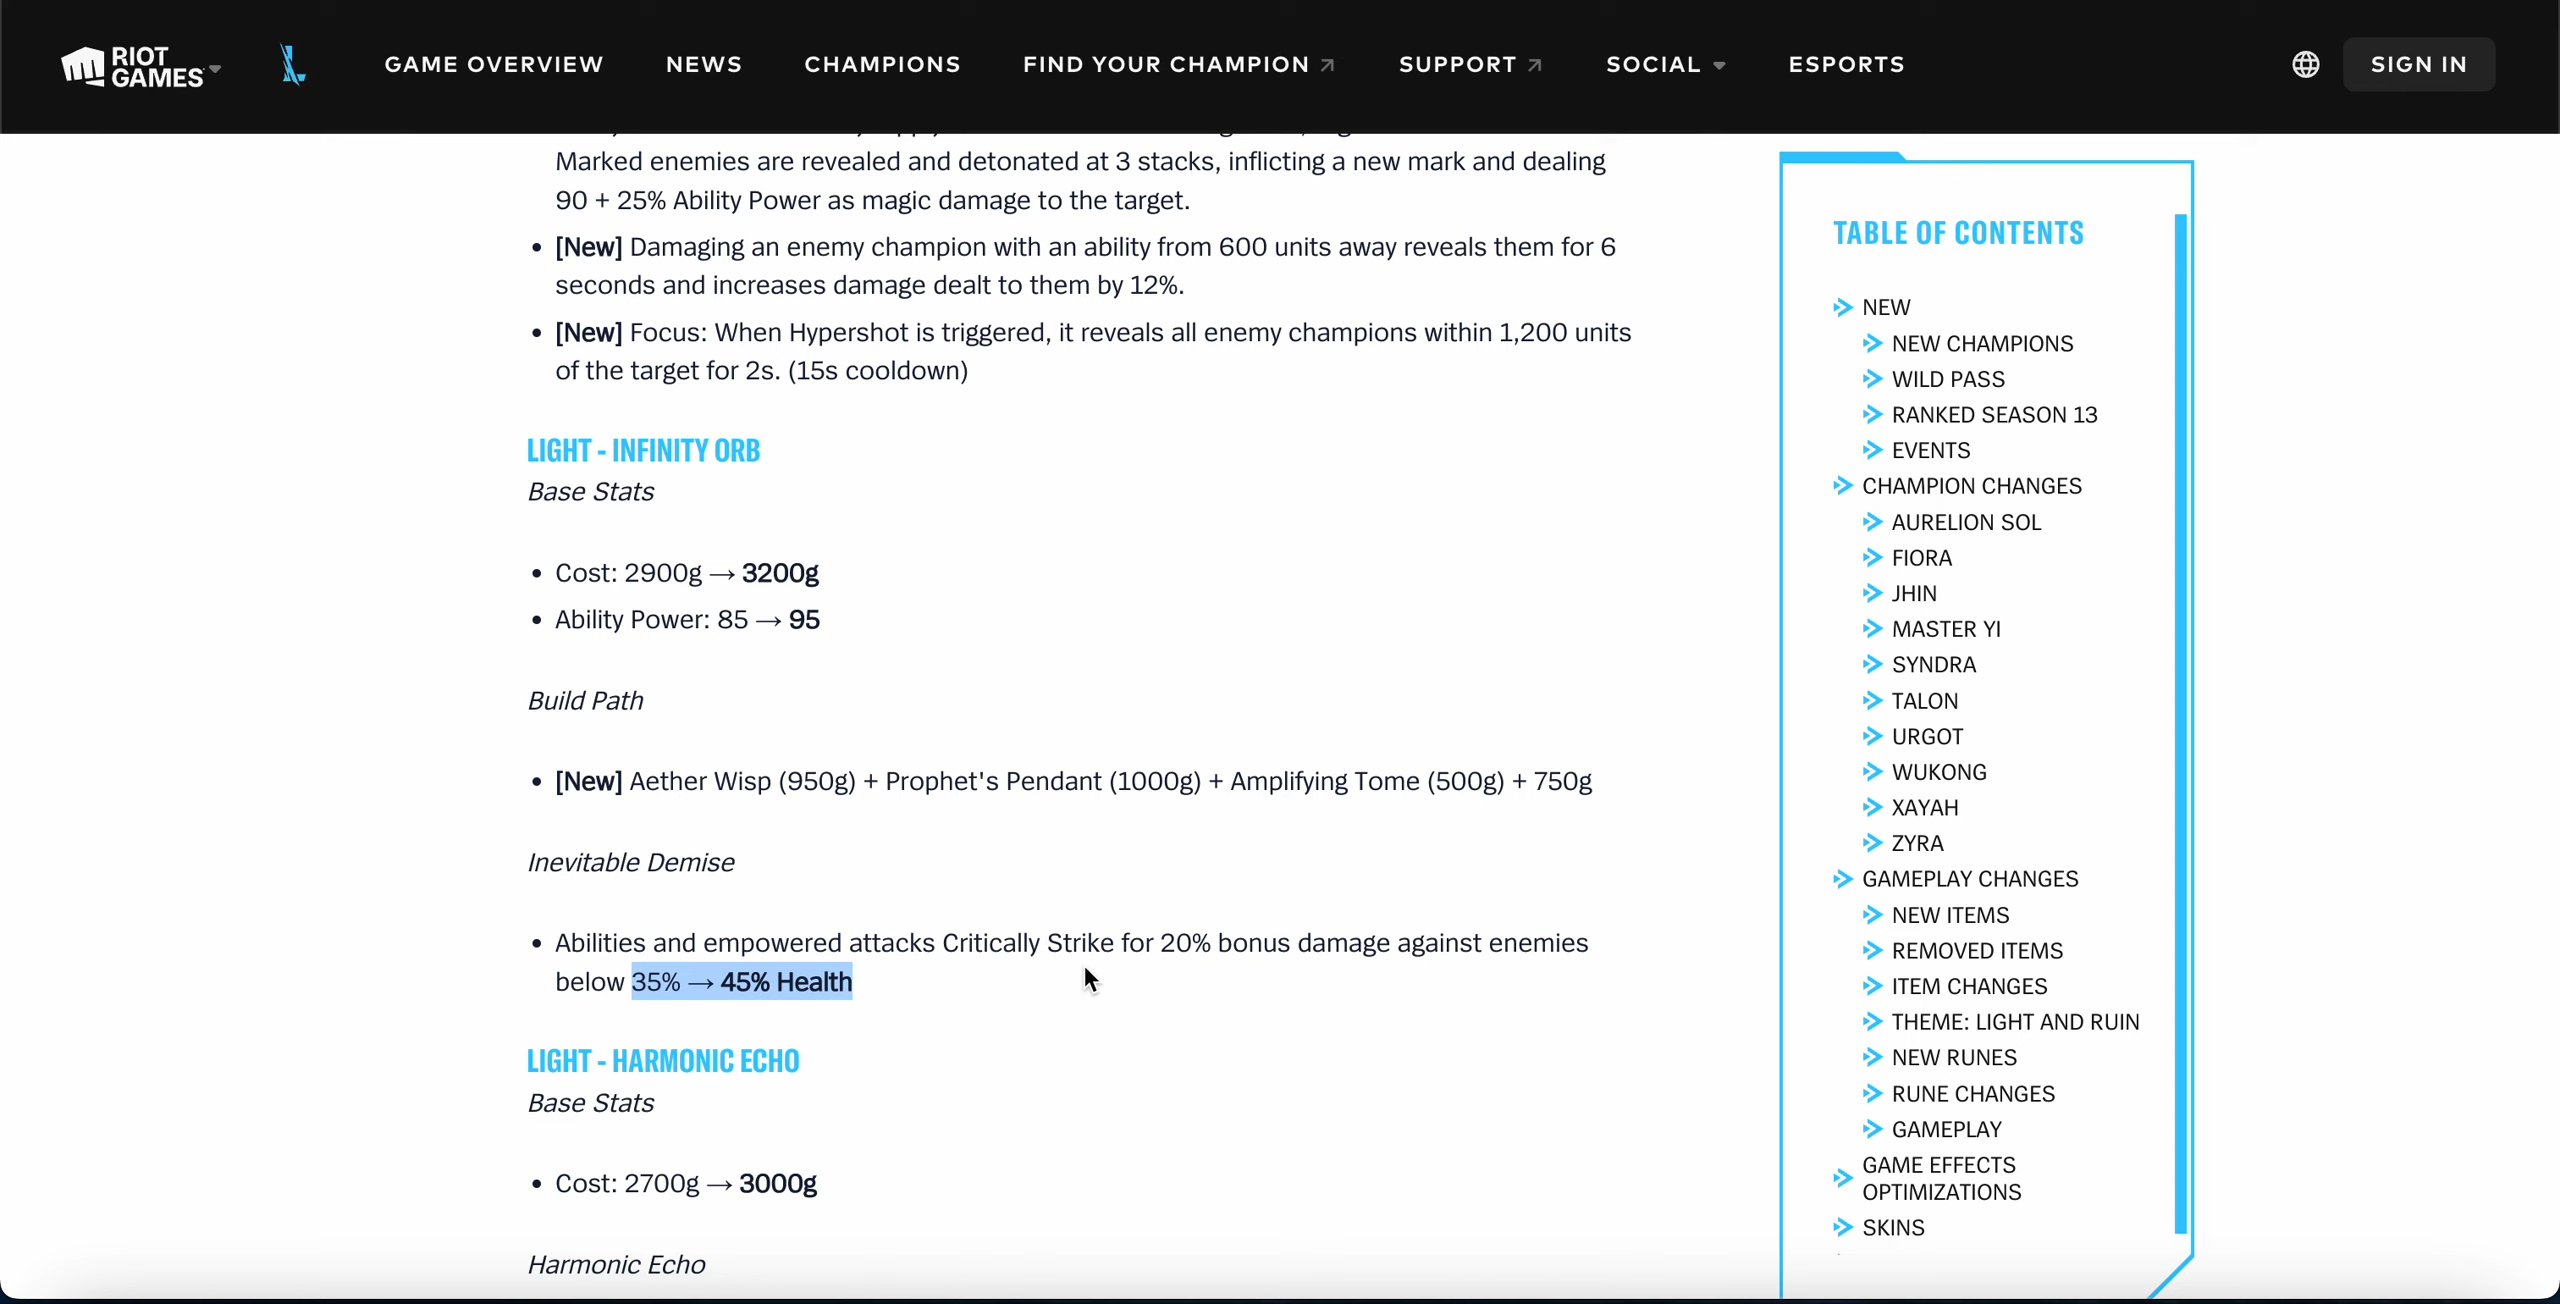 RIOT GAMES
GAME OVERVIEW
NEWS
CHAMPIONS
FIND YOUR CHAMPION
SUPPORT
SOCIAL
ESPORTS
SIGN IN
Marked enemies are revealed and detonated at 3 stacks, inflicting a new mark and dealing
90 + 25% Ability Power as magic damage to the target.
[New] Damaging an enemy champion with an ability from 600 units away reveals them for 6
seconds and increases damage dealt to them by 12%.
[New] Focus: When Hypershot is triggered, it reveals all enemy champions within 1,200 units
of the target for 2s. (15s cooldown)
LIGHT - INFINITY ORB
Base Stats
Cost: 2900g → 3200g
Ability Power: 85 → 95
Build Path
[New] Aether Wisp (950g) + Prophet's Pendant (1000g) + Amplifying Tome (500g) + 750g
Inevitable Demise
Abilities and empowered attacks Critically Strike for 20% bonus damage against enemies
below 35% → 45% Health
LIGHT - HARMONIC ECHO
Base Stats
Cost: 2700g → 3000g
Harmonic Echo
TABLE OF CONTENTS
NEW
NEW CHAMPIONS
WILD PASS
RANKED SEASON 13
EVENTS
CHAMPION CHANGES
AURELION SOL
FIORA
JHIN
MASTER YI
SYNDRA
TALON
URGOT
WUKONG
XAYAH
ZYRA
GAMEPLAY CHANGES
NEW ITEMS
REMOVED ITEMS
ITEM CHANGES
THEME: LIGHT AND RUIN
NEW RUNES
RUNE CHANGES
GAMEPLAY
GAME EFFECTS
OPTIMIZATIONS
SKINS